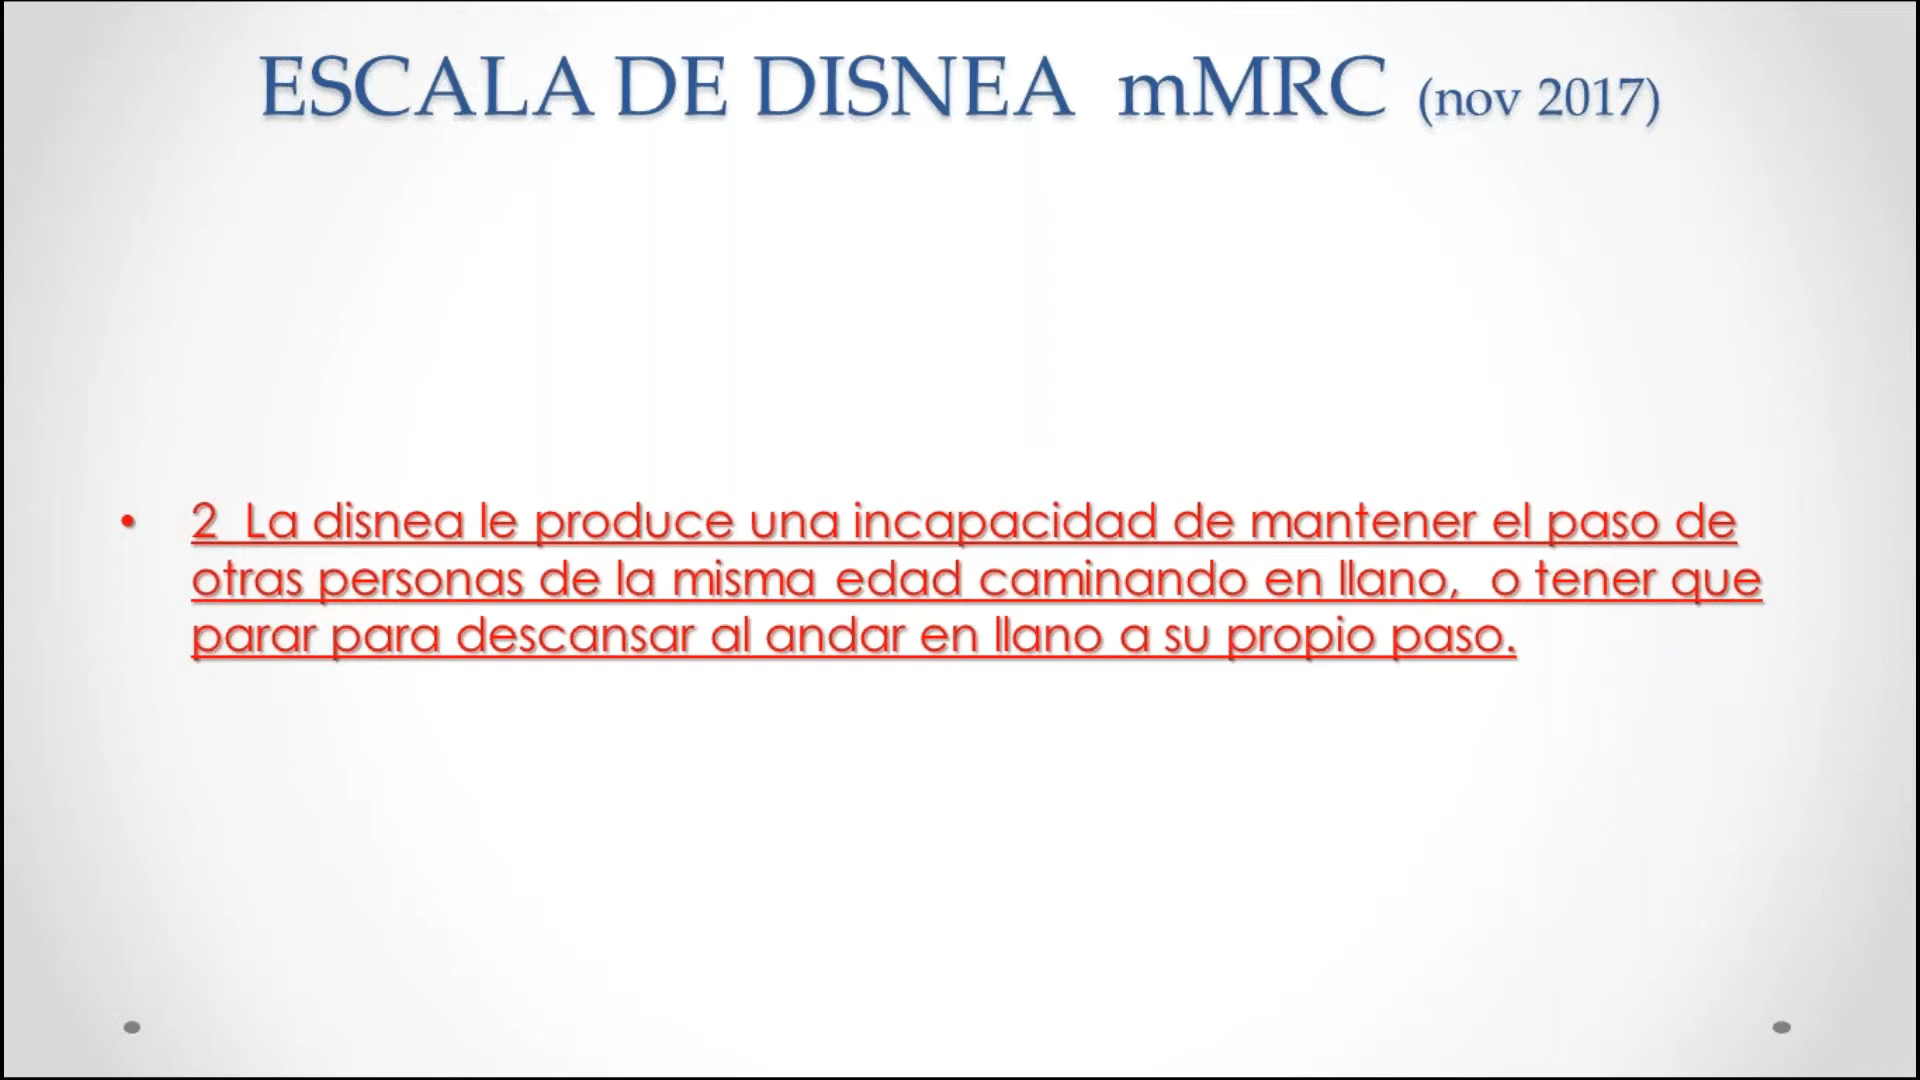 ESCALA DE DISNEA mMRC (nov 2017)
• 2 La disnea le produce una incapacidad de mantener el paso de
otras personas de la misma edad caminando en llano, o tener que
parar para descansar al andar en llano a su propio paso.